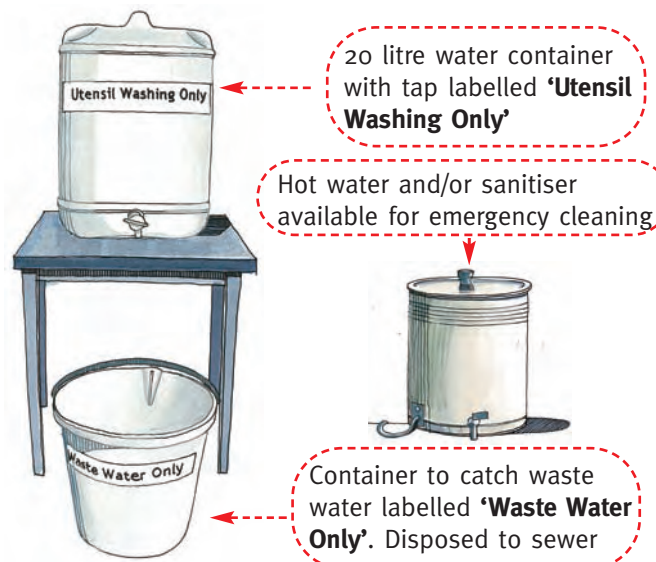 Utensil Washing Only
20 litre water container
with tap labelled ‘Utensil
Washing Only’
Hot water and/or sanitiser
available for emergency cleaning
Waste Water Only
Container to catch waste
water labelled ‘Waste Water
Only’. Disposed to sewer